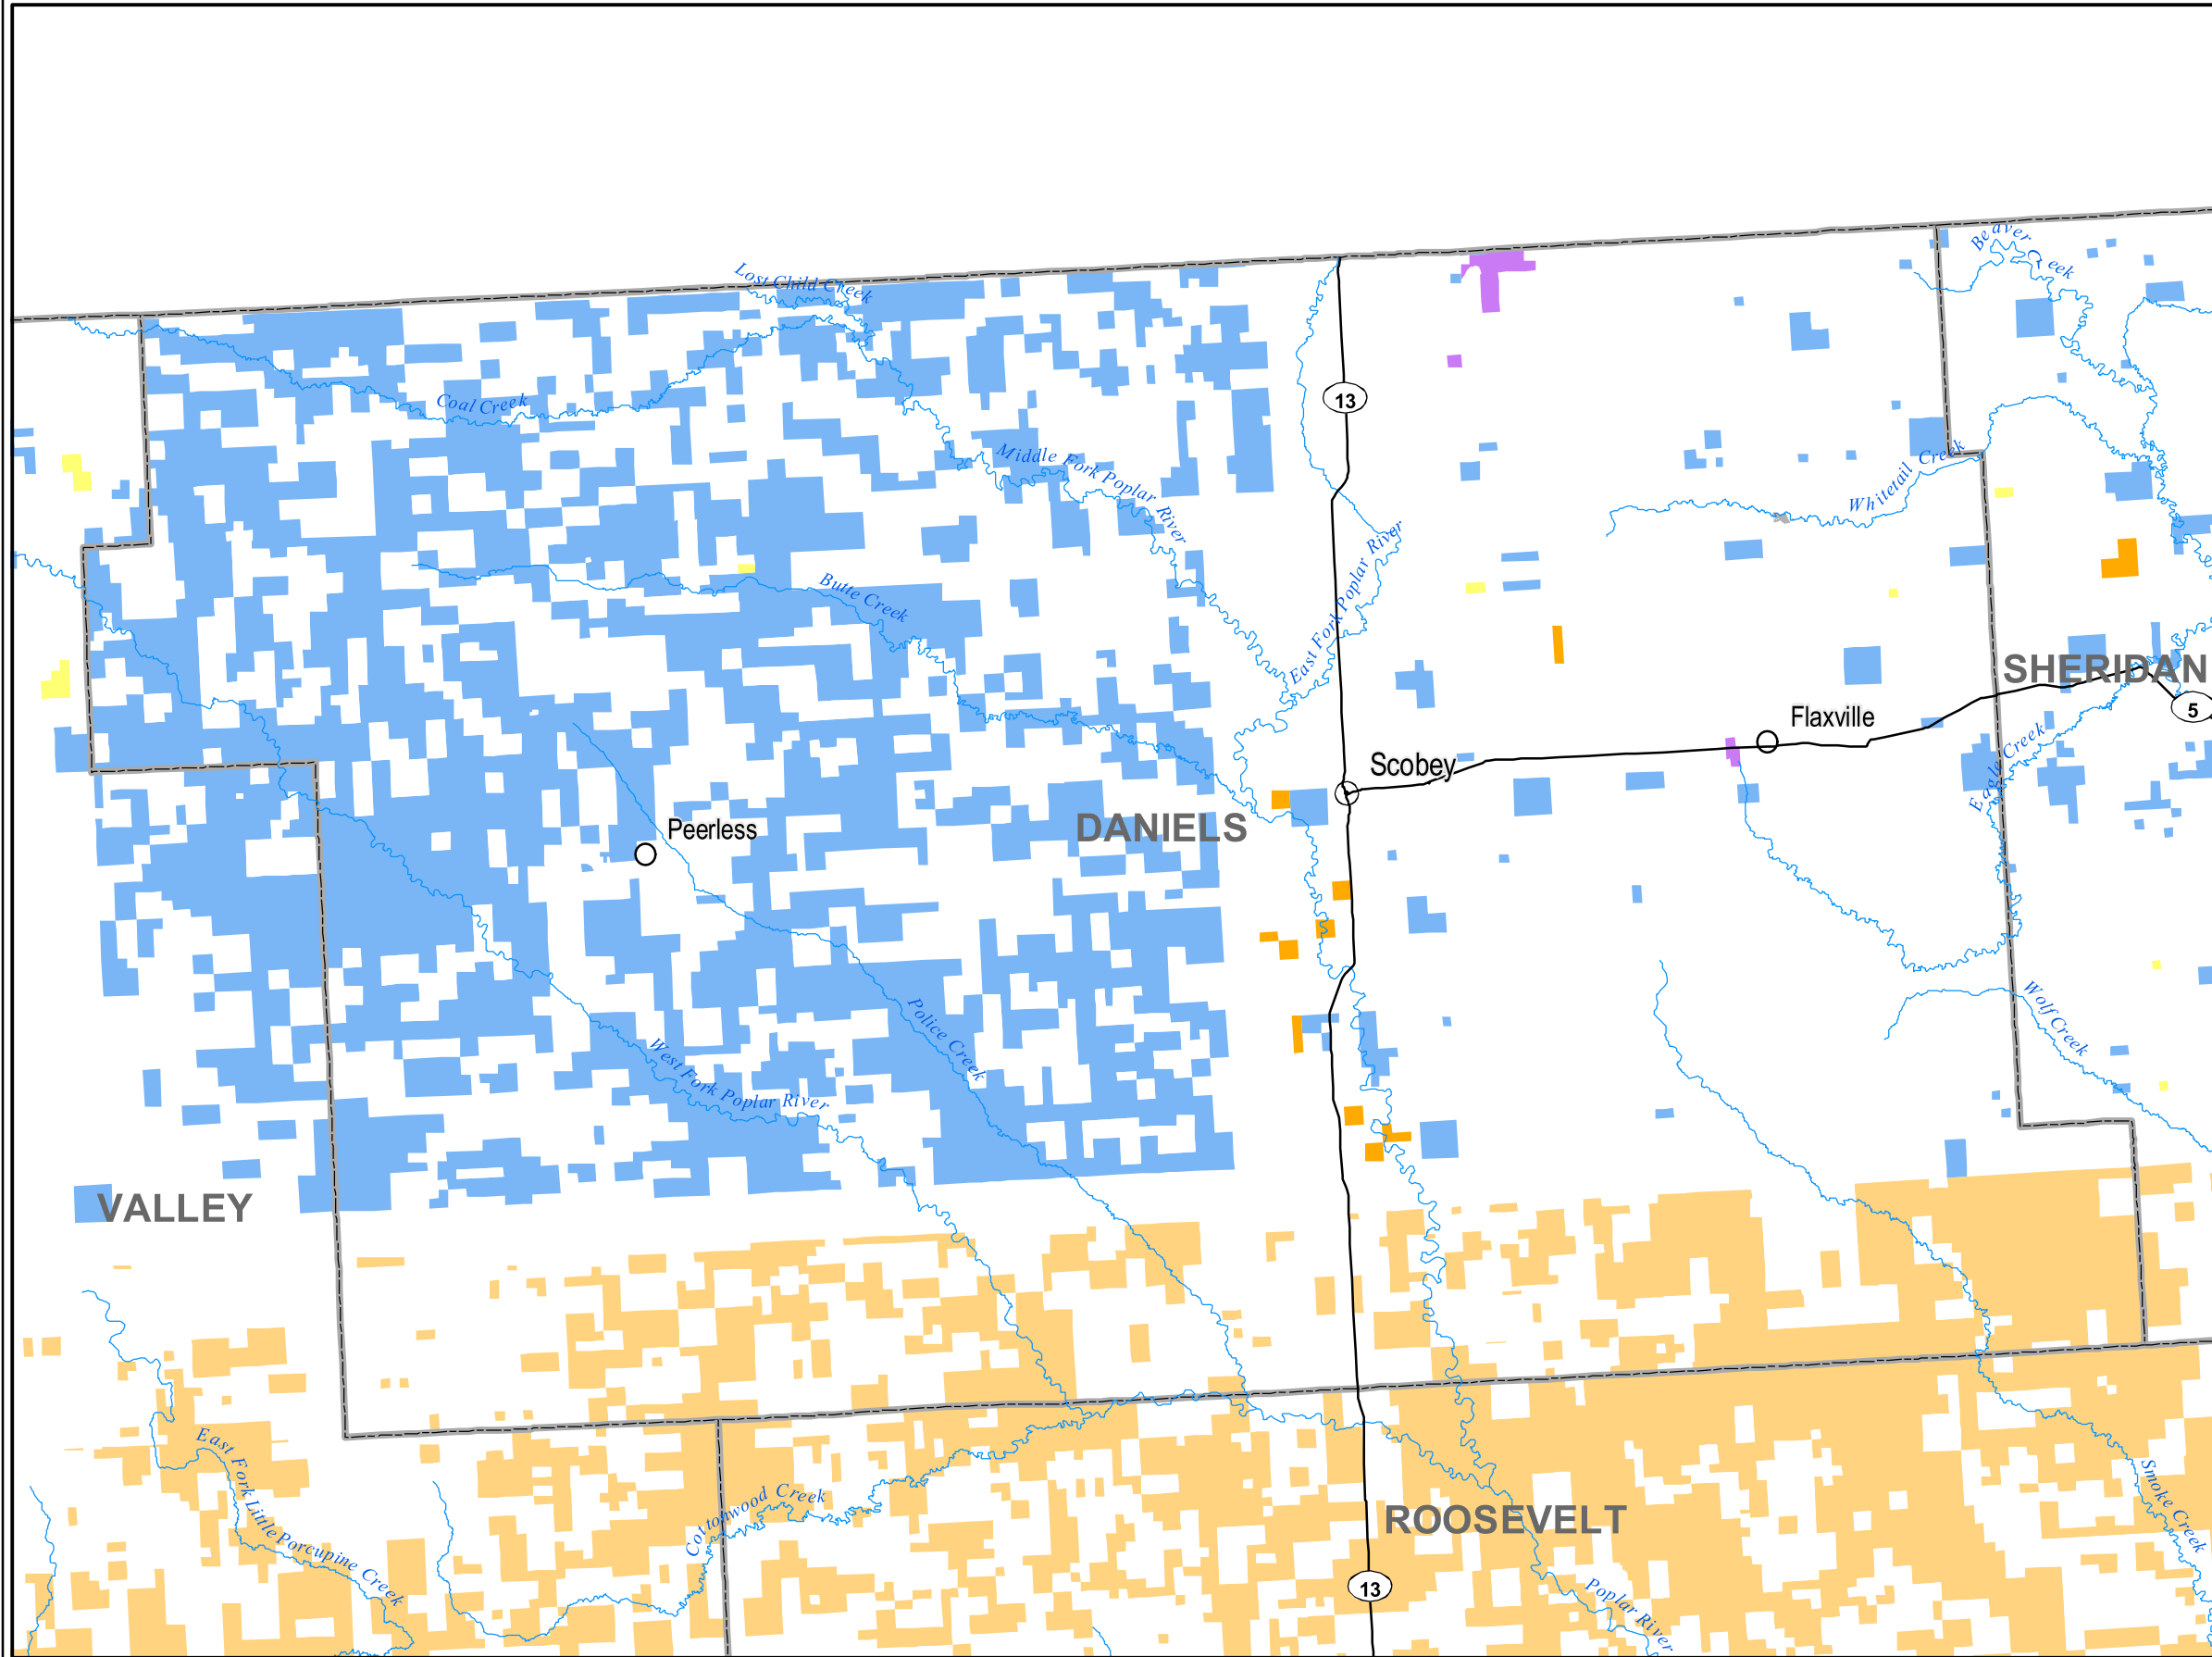 Beaver Creek
Lost Child Creek
Coal Creek
13
Middle Fork Poplar River
Whitetail Creek
Butte Creek
East Fork Poplar River
SHERIDAN
5
Flaxville
Scobey
Eagle Creek
Peerless
DANIELS
Police Creek
Wolf Creek
West Fork Poplar River
VALLEY
East Fork Little Porcupine Creek
Cottonwood Creek
ROOSEVELT
Smoke Creek
13
Poplar River